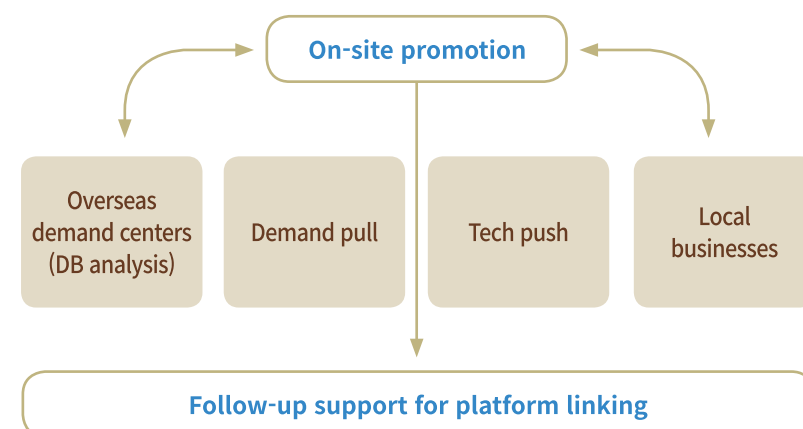 On-site promotion
Overseas
demand centers
(DB analysis)
Demand pull
Tech push
Local
businesses
Follow-up support for platform linking